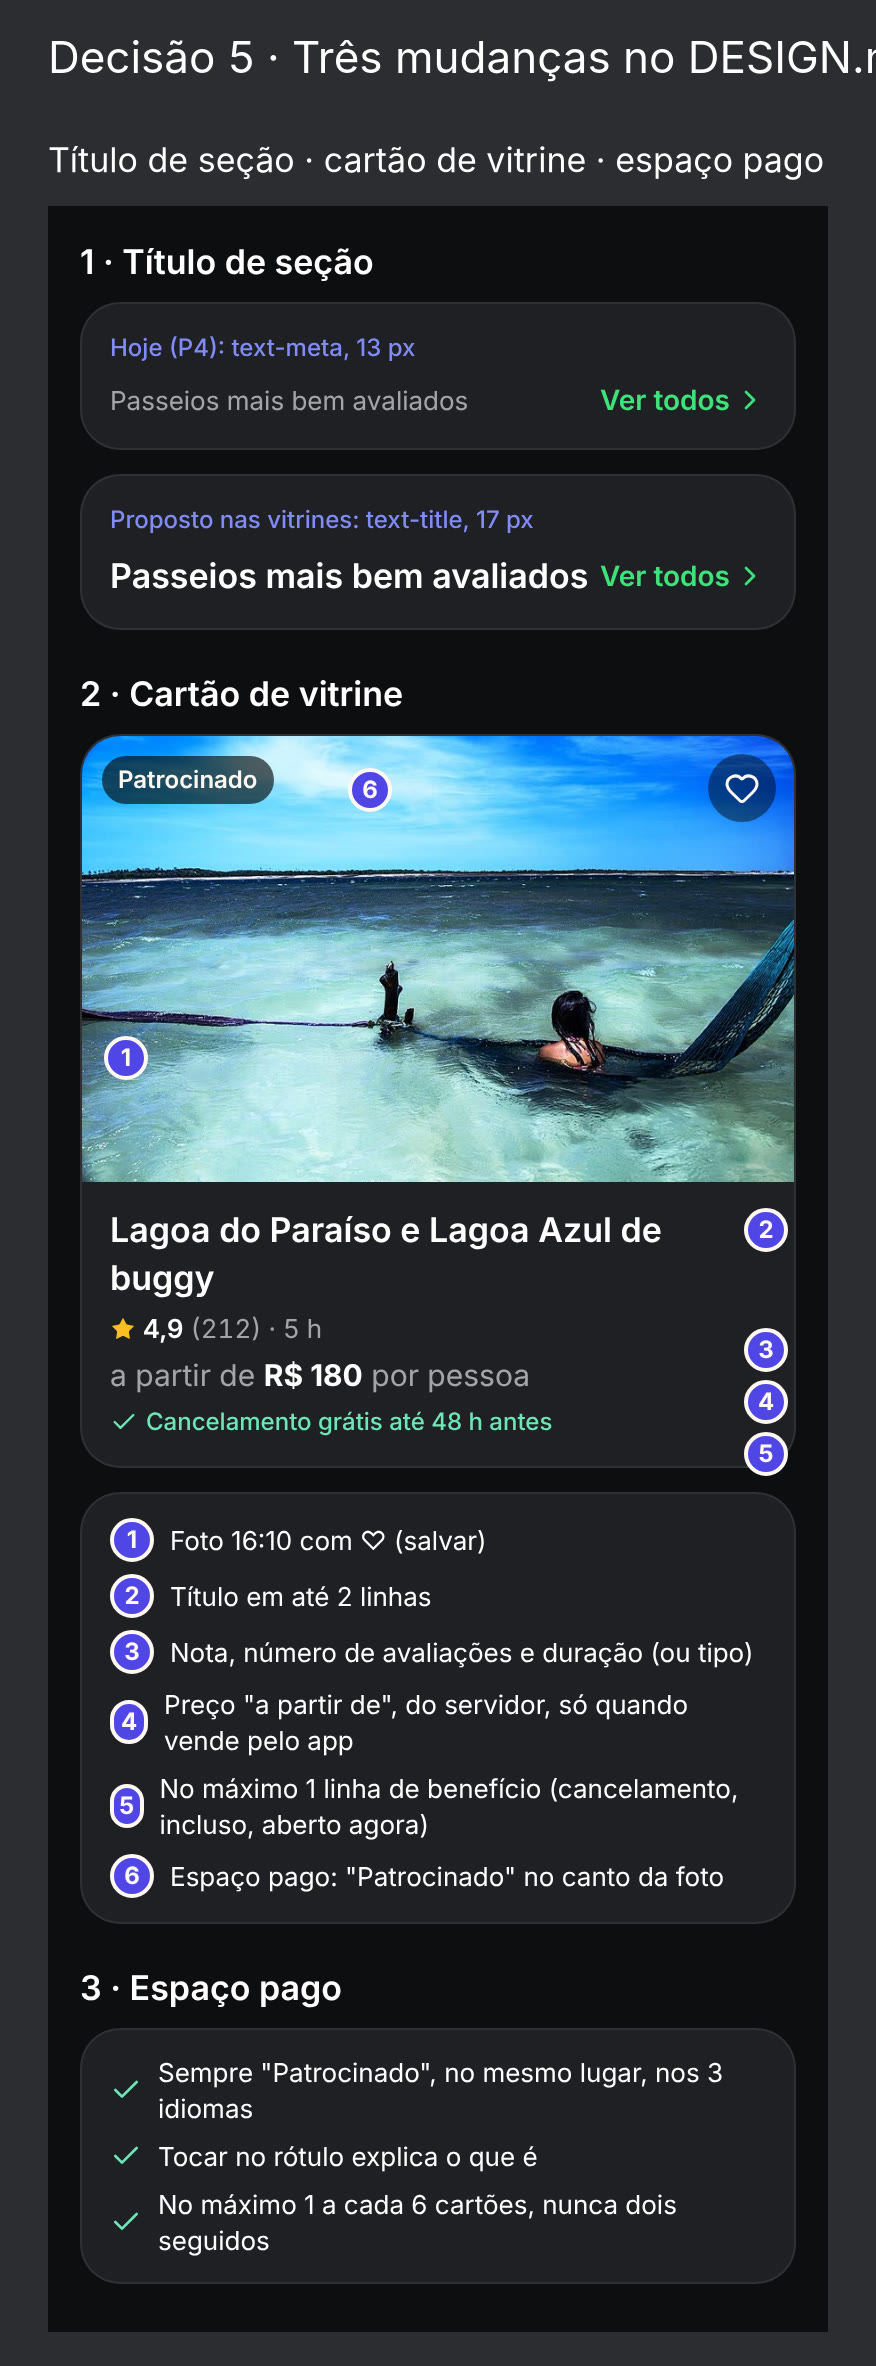 Decisão 5 · Três mudanças no DESIGN.
Título de seção · cartão de vitrine · espaço pago
1 · Título de seção
Hoje (P4): text-meta, 13 px
Passeios mais bem avaliados Ver todos >
Proposto nas vitrines: text-title, 17 px
Passeios mais bem avaliados Ver todos >
2 · Cartão de vitrine
Patrocinado
6
1
Lagoa do Paraíso e Lagoa Azul de 2
buggy
4,9 (212) · 5 h
3
a partir de R$ 180 por pessoa
4
Cancelamento grátis até 48 h antes
5
1 Foto 16:10 com ♡ (salvar)
2 Título em até 2 linhas
3 Nota, número de avaliações e duração (ou tipo)
4 Preço "a partir de", do servidor, só quando
vende pelo app
5 No máximo 1 linha de benefício (cancelamento,
incluso, aberto agora)
6 Espaço pago: "Patrocinado" no canto da foto
3 · Espaço pago
Sempre "Patrocinado", no mesmo lugar, nos 3
idiomas
Tocar no rótulo explica o que é
No máximo 1 a cada 6 cartões, nunca dois
seguidos